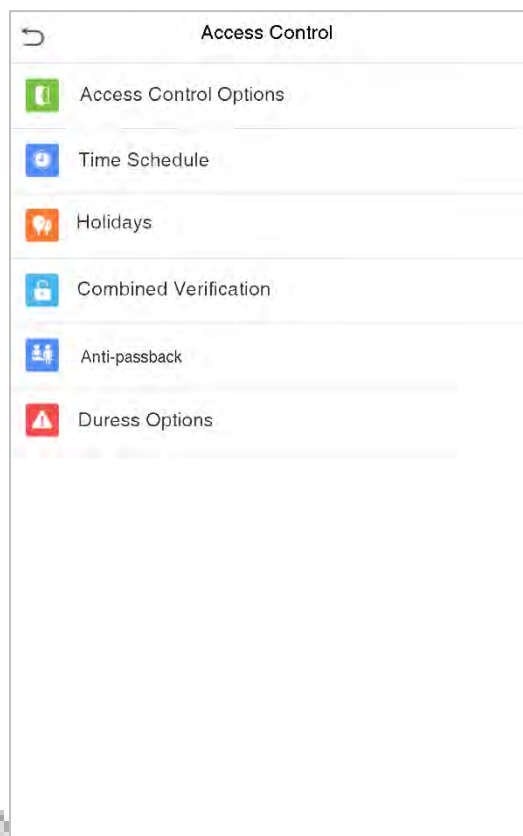 Access Control
Access Control Options
Time Schedule
Holidays
Combined Verification
Anti-passback
Duress Options